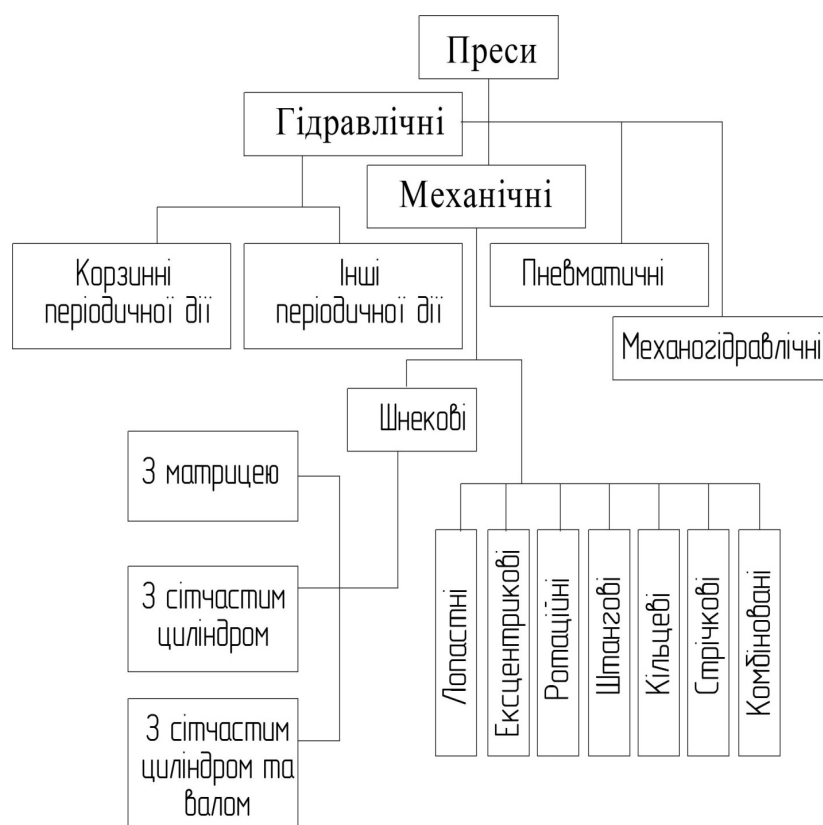 Преси
Гідравлічні
Механічні
Корзинні
періодичної дії
Інші
періодичної дії
Пневматичні
Механогідравлічні
Шнекові
З матрицею
З сітчастим
циліндром
З сітчастим
циліндром та
валом
Лопастні
Ексцентрикові
Ротаційні
Штангові
Кільцеві
Стрічкові
Комбіновані